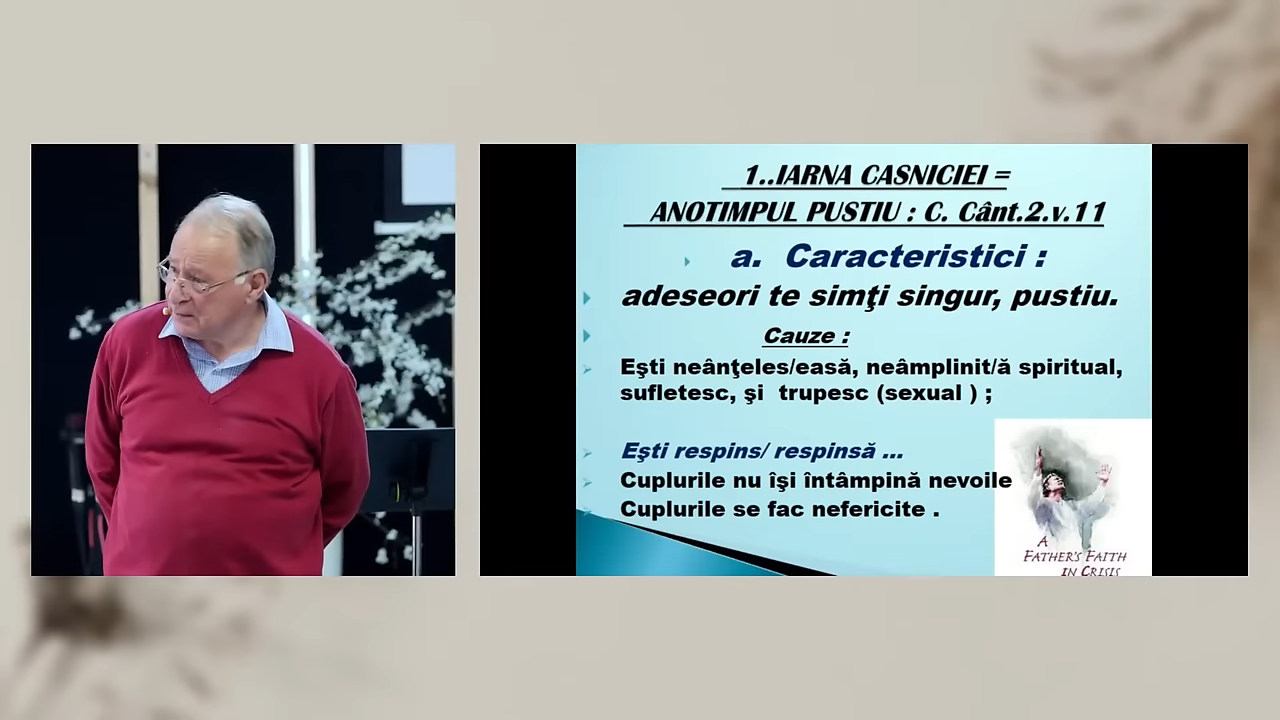 1..IARNA CASNICIEI =
ANOTIMPUL PUSTIU : C. Cânt.2.v.11
a. Caracteristici :
adeseori te simţi singur, pustiu.
Cauze :
Eşti neânţeles/easă, neâmplinit/ă spiritual,
sufletesc, şi trupesc (sexual ) ;
Eşti respins/ respinsă ...
Cuplurile nu îşi întâmpină nevoile
Cuplurile se fac nefericite .
A
FATHER'S FAITH
IN CRISIS